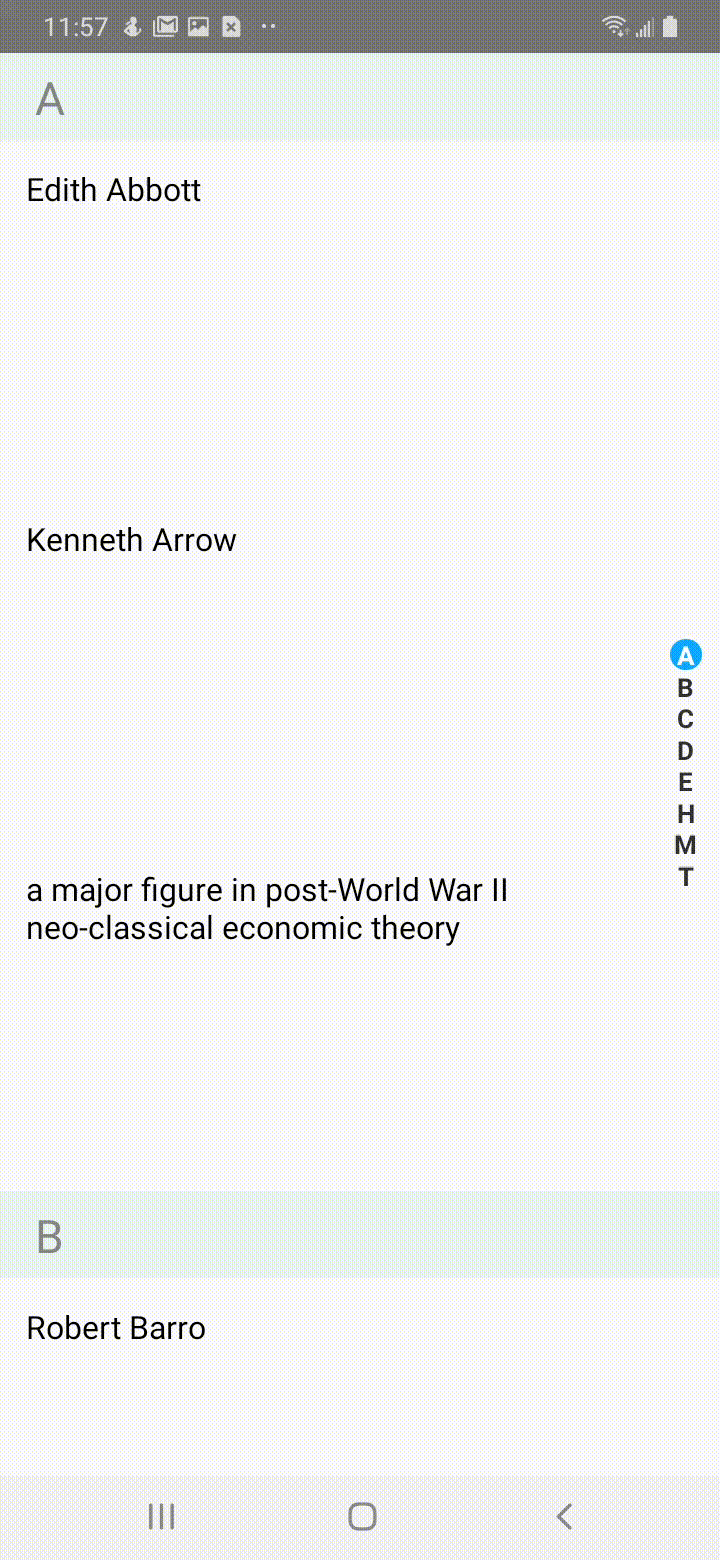 11:57
A
Edith Abbott
Kenneth Arrow
A
B
C
D
E
H
M
T
a major figure in post-World War II
neo-classical economic theory
B
Robert Barro